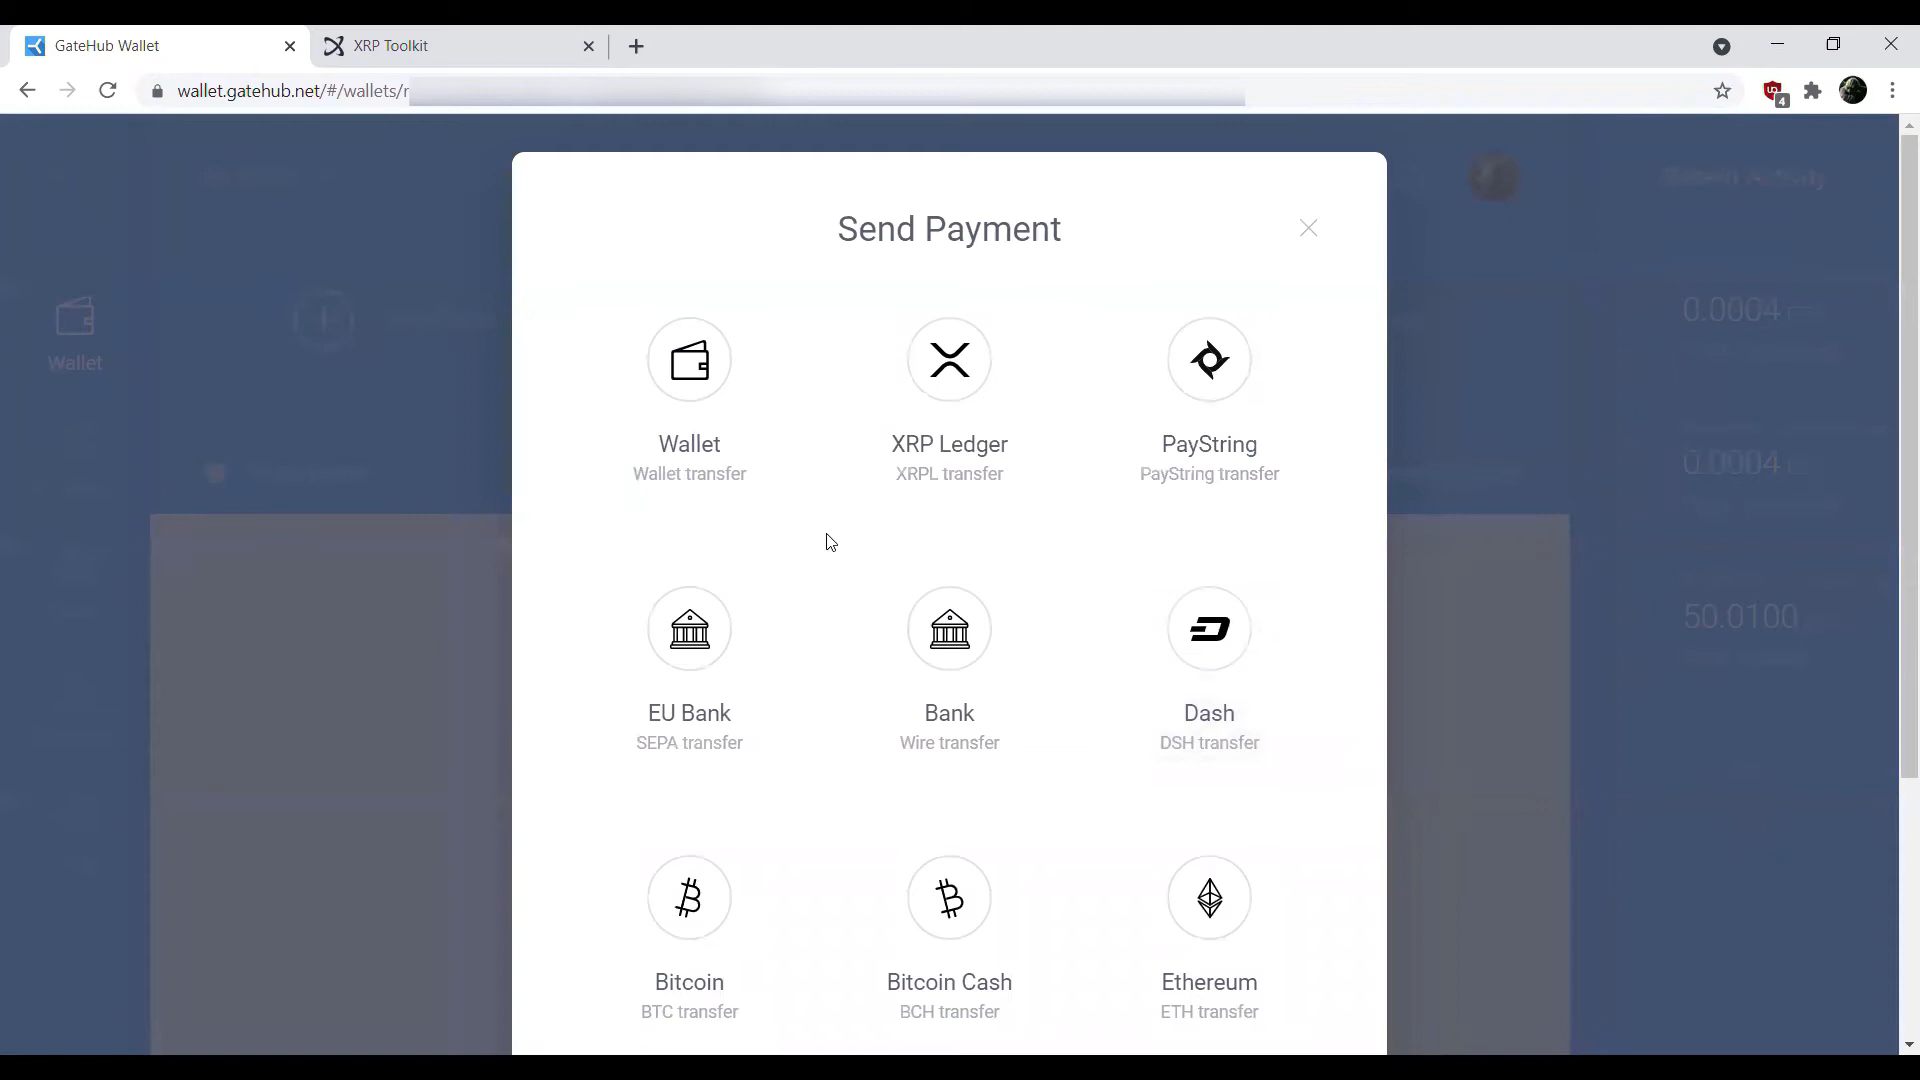 GateHub Wallet
XRP Toolkit
wallet.gatehub.net/#/wallets/r
4
Send Payment
Wallet
0.0004
Wallet
XRP Ledger
PayString
Wallet transfer
XRPL transfer
PayString transfer
0.0004
50.0100
EU Bank
Bank
Dash
SEPA transfer
Wire transfer
DSH transfer
Bitcoin
Bitcoin Cash
Ethereum
BTC transfer
BCH transfer
ETH transfer